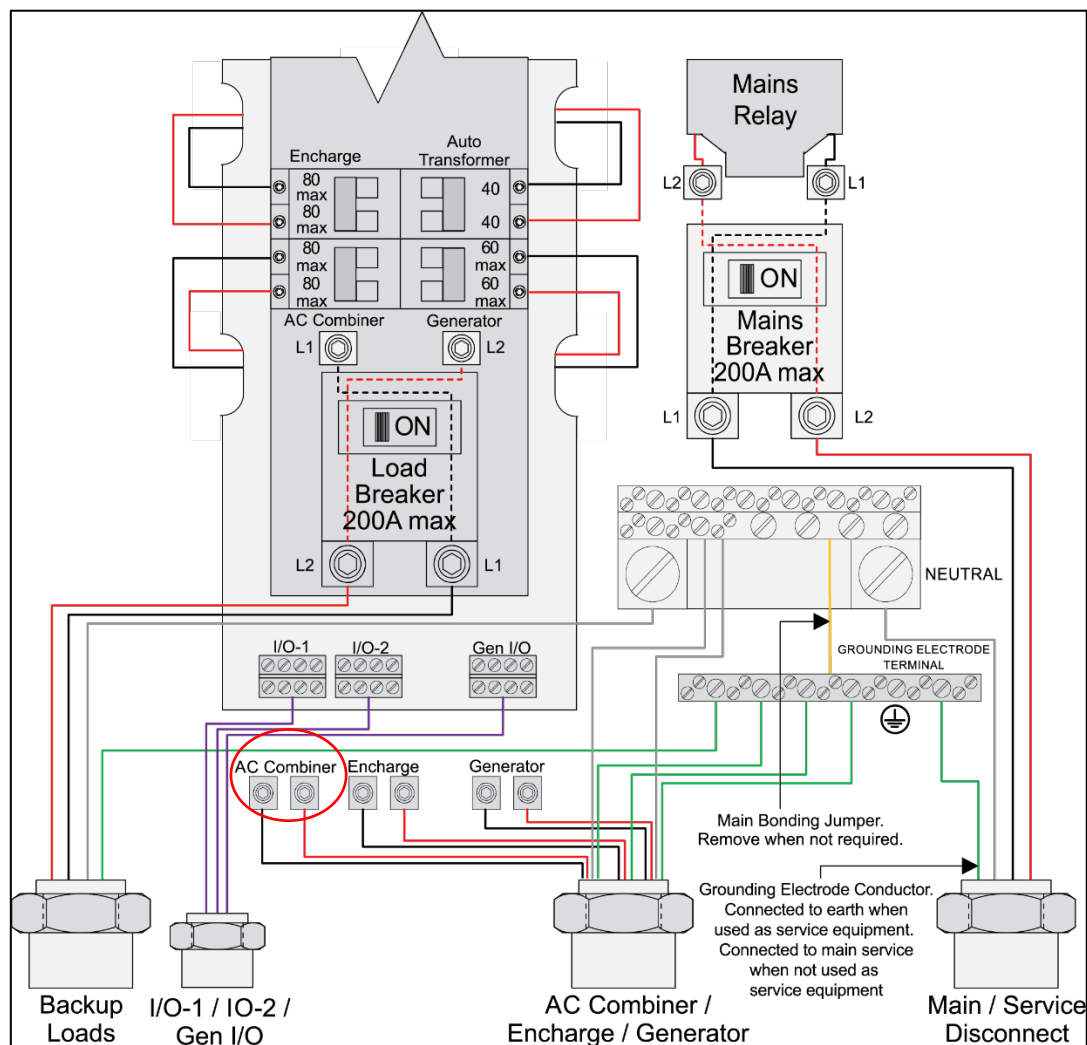 Mains
Relay
L2
L1
Encharge
Auto
Transformer
80
max
80
max
40
40
80
max
80
max
60
max
60
max
AC Combiner
Generator
L1
L2
ON
Load
Breaker
200A max
L2
L1
ON
Mains
Breaker
200A max
L1
L2
NEUTRAL
GROUNDING ELECTRODE
TERMINAL
I/O-1
I/O-2
Gen I/O
AC Combiner
Encharge
Generator
Main Bonding Jumper.
Remove when not required.
Grounding Electrode Conductor.
Connected to earth when
used as service equipment.
Connected to main service
when not used as
service equipment
Backup
Loads
I/O-1 / IO-2 /
Gen I/O
AC Combiner /
Encharge / Generator
Main / Service
Disconnect